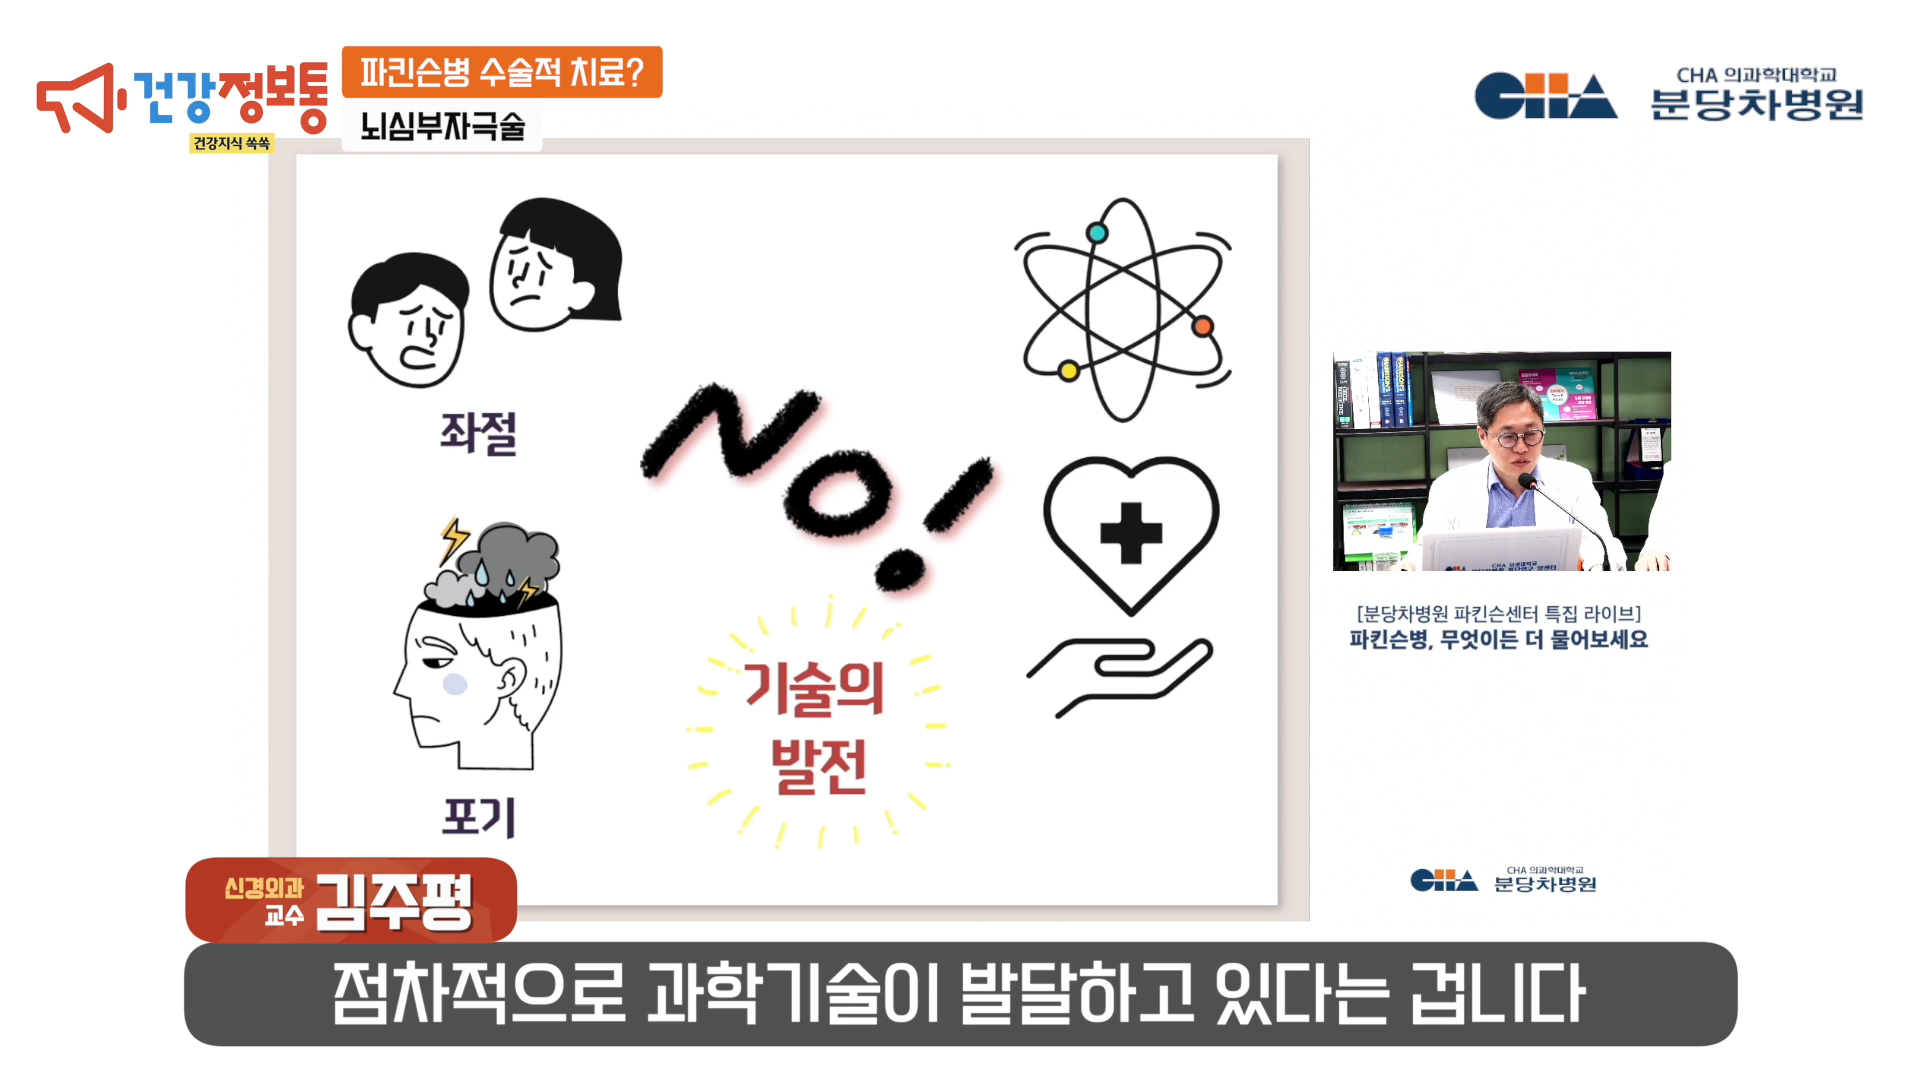 건강정보통
건강지식 쏙쏙
파킨슨병 수술적 치료?
뇌심부자극술
CHA
CHA 의과학대학교
분당차병원
좌절
NO!
기술의
발전
포기
[분당차병원 파킨슨센터 특집 라이브]
파킨슨병, 무엇이든 더 물어보세요
CHA
CHA 의과학대학교
분당차병원
신경외과
교수
김주평
점차적으로 과학기술이 발달하고 있다는 겁니다